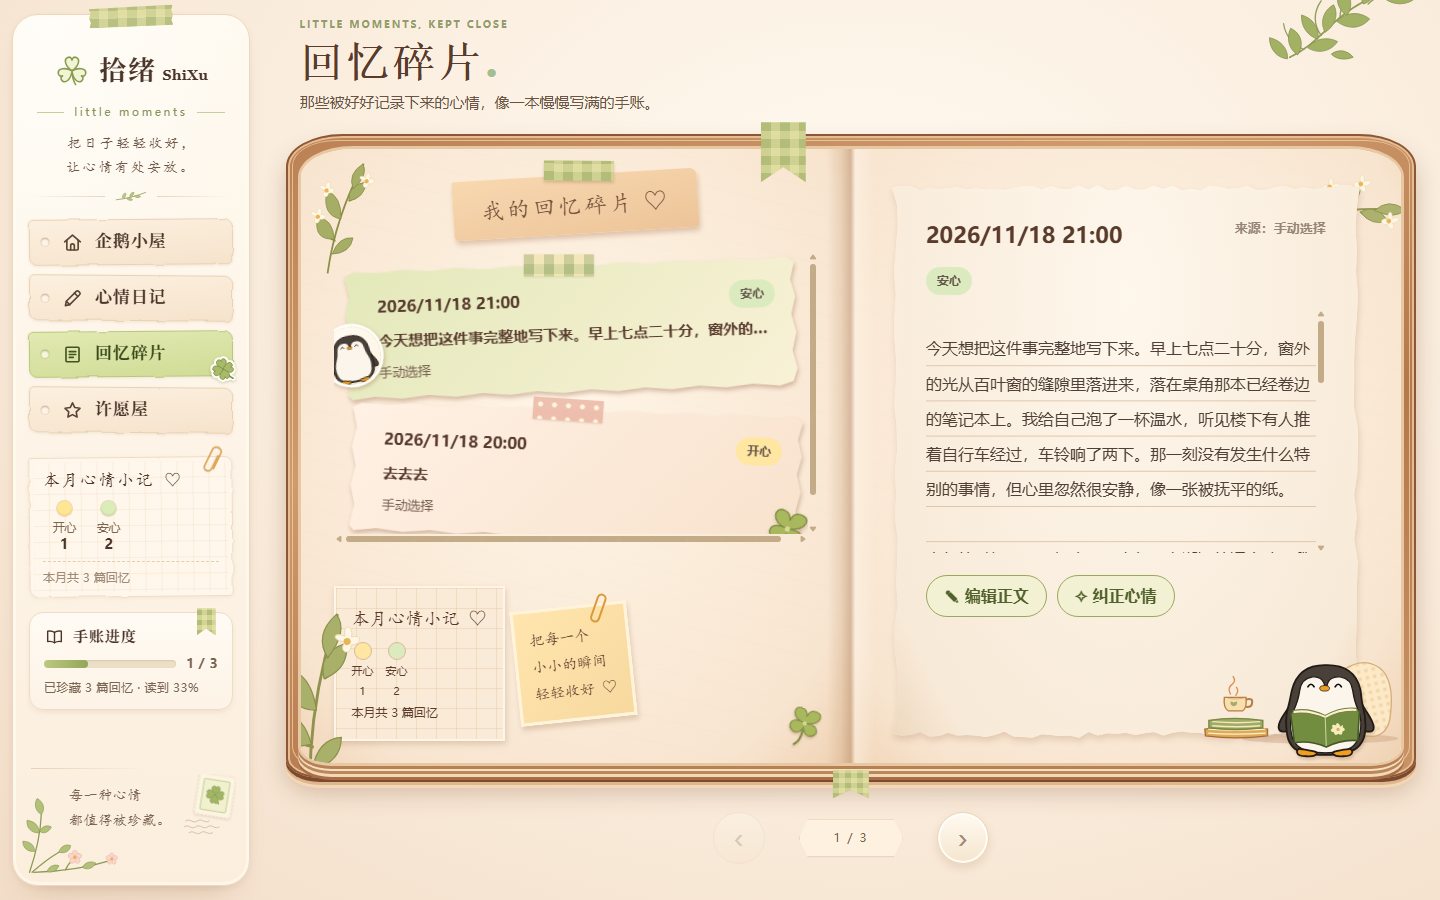 拾绪 ShiXu
little moments
把日子轻轻收好，
让心情有处安放。
企鹅小屋
心情日记
回忆碎片
许愿屋
本月心情小记 ♡
开心 安心
1 2
本月共 3 篇回忆
手账进度
1 / 3
已珍藏 3 篇回忆 · 读到 33%
每一种心情
都值得被珍藏。
LITTLE MOMENTS, KEPT CLOSE
回忆碎片.
那些被好好记录下来的心情，像一本慢慢写满的手账。
我的回忆碎片 ♡
2026/11/18 21:00
安心
今天想把这件事完整地写下来。早上七点二十分，窗外的...
手动选择
2026/11/18 20:00
开心
去去去
手动选择
本月心情小记 ♡
开心 安心
1 2
本月共 3 篇回忆
把每一个
小小的瞬间
轻轻收好 ♡
2026/11/18 21:00
来源：手动选择
安心
今天想把这件事完整地写下来。早上七点二十分，窗外
的光从百叶窗的缝隙里落进来，落在桌角那本已经卷边
的笔记本上。我给自己泡了一杯温水，听见楼下有人推
着自行车经过，车铃响了两下。那一刻没有发生什么特
别的事情，但心里忽然很安静，像一张被抚平的纸。
编辑正文
纠正心情
1 / 3